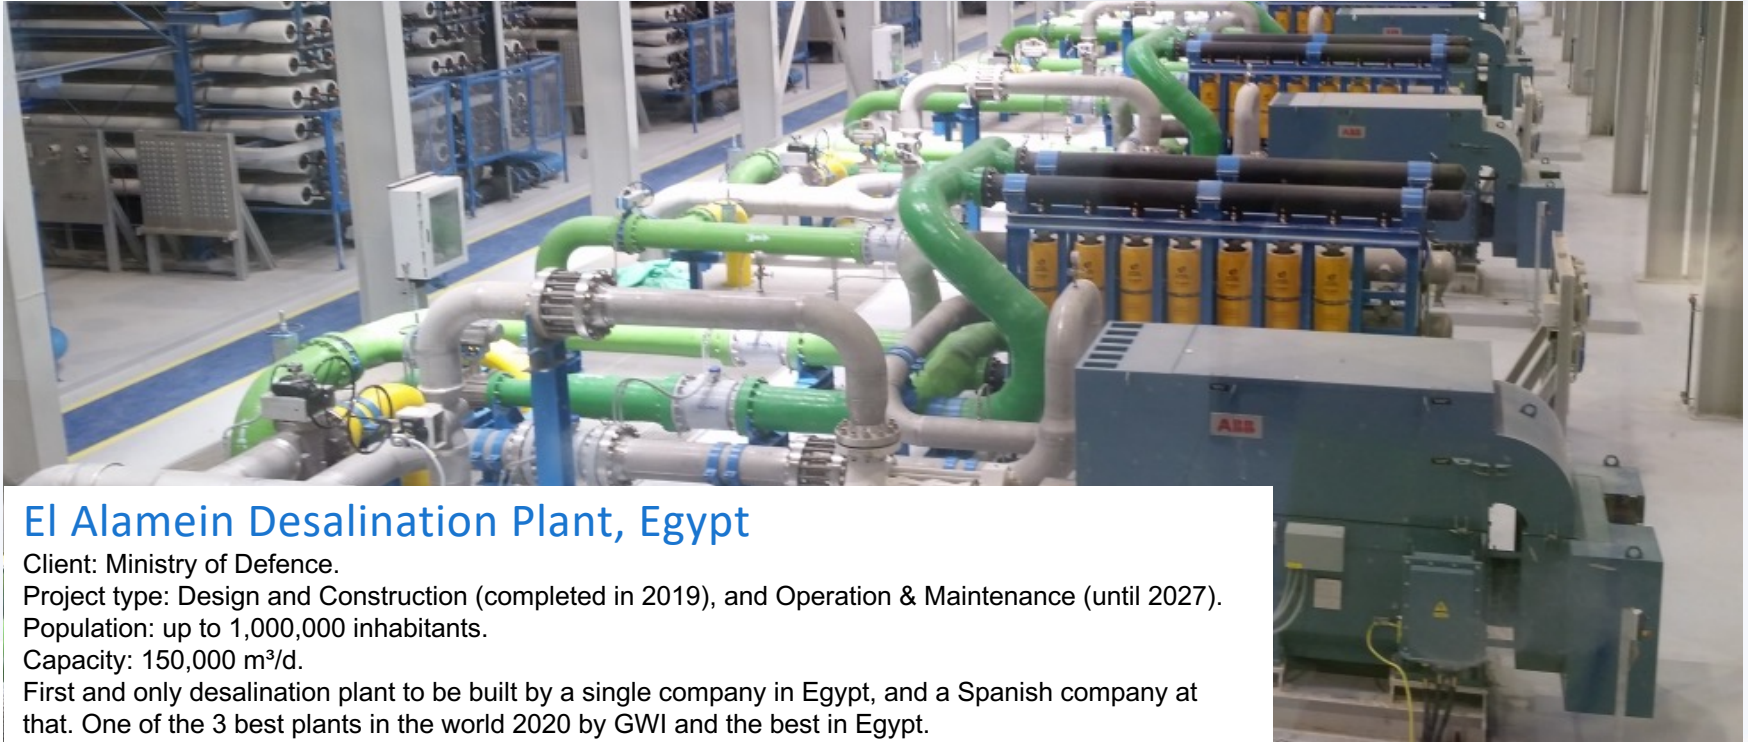 ABB
ABB
El Alamein Desalination Plant, Egypt
Client: Ministry of Defence.
Project type: Design and Construction (completed in 2019), and Operation & Maintenance (until 2027).
Population: up to 1,000,000 inhabitants.
Capacity: 150,000 m³/d.
First and only desalination plant to be built by a single company in Egypt, and a Spanish company at
that. One of the 3 best plants in the world 2020 by GWI and the best in Egypt.